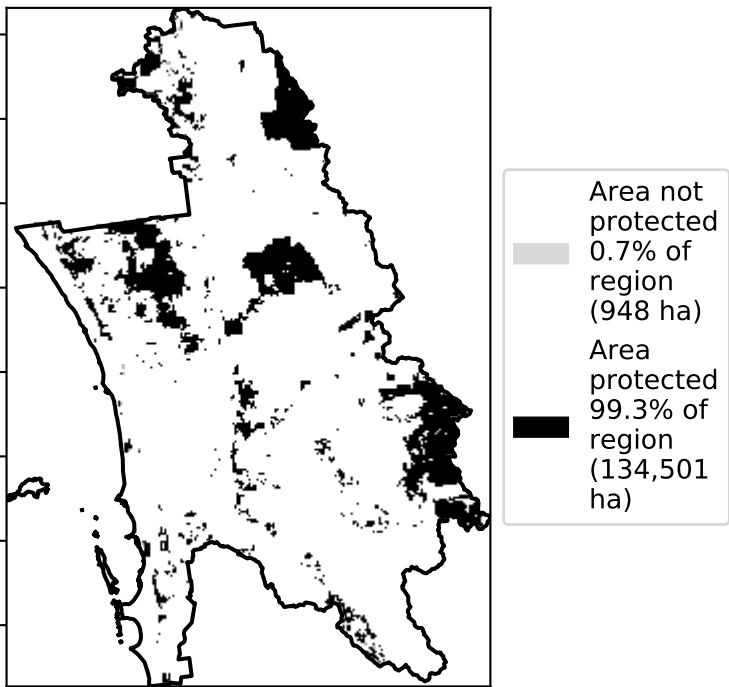 Area not
protected
0.7% of
region
(948 ha)
Area
protected
99.3% of
region
(134,501
ha)